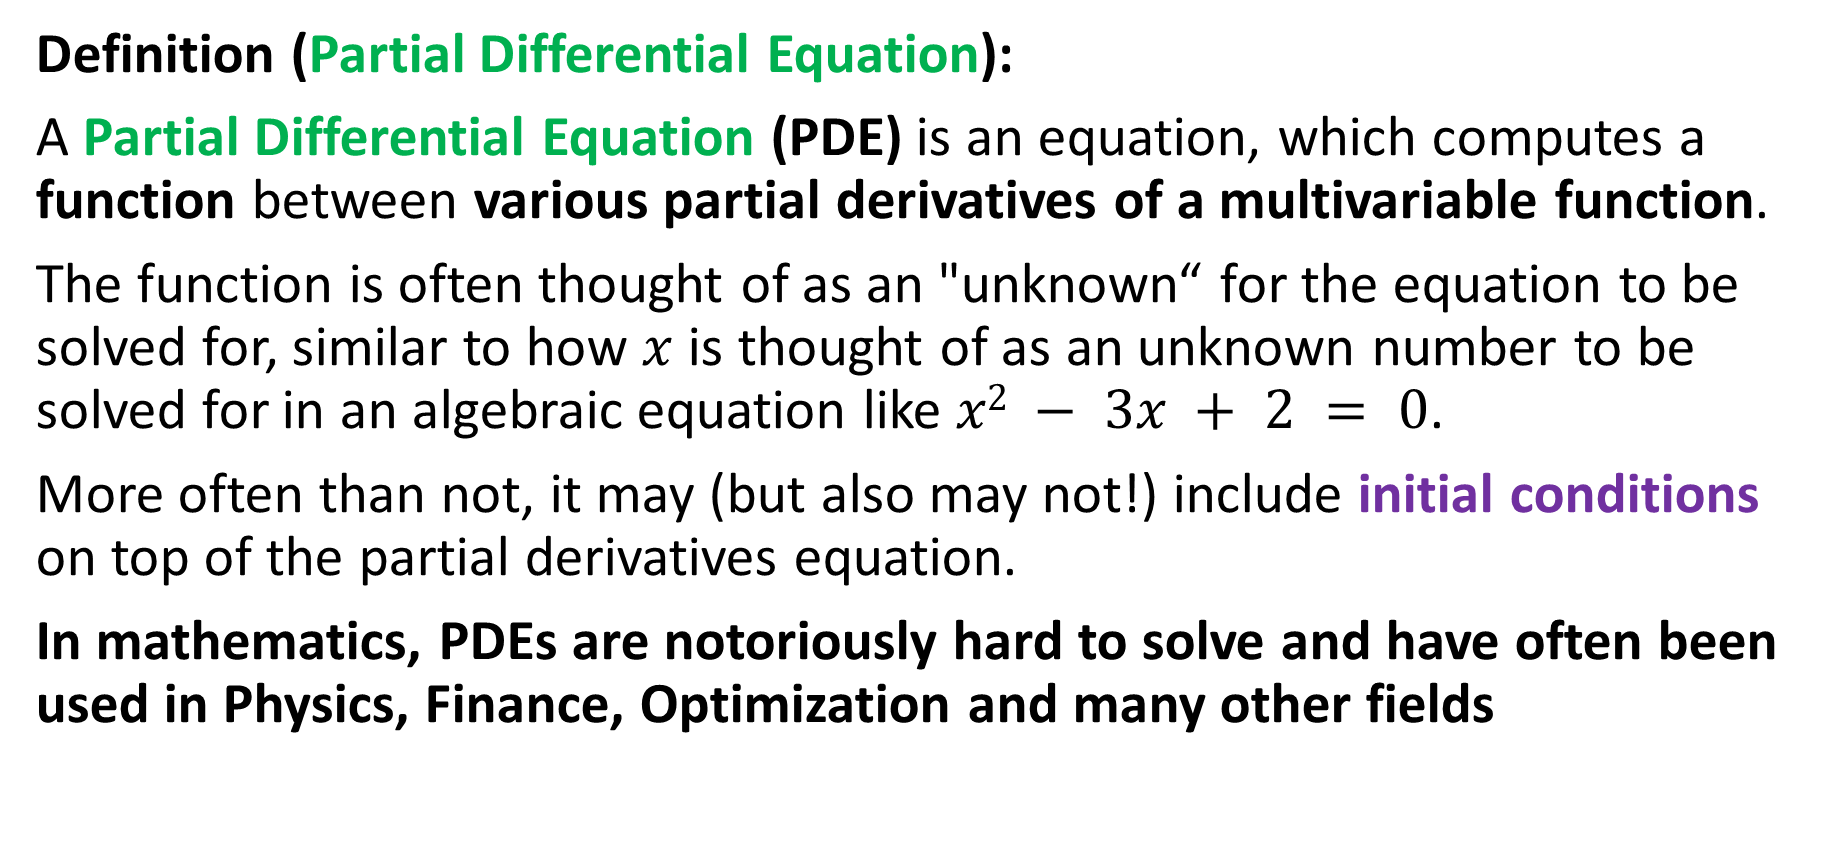 Definition (Partial Differential Equation):
A Partial Differential Equation (PDE) is an equation, which computes a
function between various partial derivatives of a multivariable function.
The function is often thought of as an "unknown“ for the equation to be
solved for, similar to how x is thought of as an unknown number to be
solved for in an algebraic equation like x² − 3x + 2 = 0.
More often than not, it may (but also may not!) include initial conditions
on top of the partial derivatives equation.
In mathematics, PDEs are notoriously hard to solve and have often been
used in Physics, Finance, Optimization and many other fields